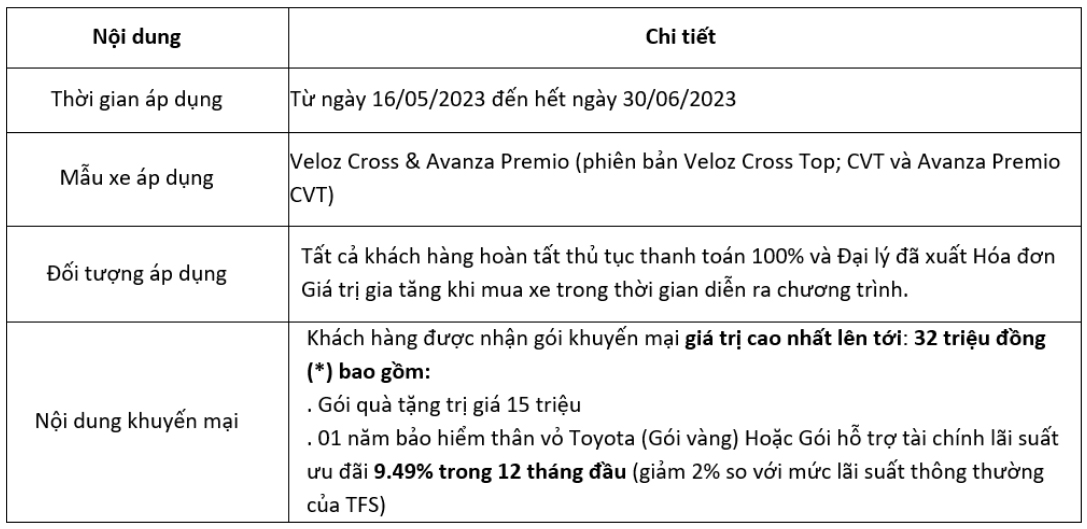 Nội dung
Chi tiết
Thời gian áp dụng
Từ ngày 16/05/2023 đến hết ngày 30/06/2023
Mẫu xe áp dụng
Veloz Cross & Avanza Premio (phiên bản Veloz Cross Top; CVT và Avanza Premio
CVT)
Đối tượng áp dụng
Tất cả khách hàng hoàn tất thủ tục thanh toán 100% và Đại lý đã xuất Hóa đơn
Giá trị gia tăng khi mua xe trong thời gian diễn ra chương trình.
Nội dung khuyến mại
Khách hàng được nhận gói khuyến mại giá trị cao nhất lên tới: 32 triệu đồng
(*) bao gồm:
. Gói quà tặng trị giá 15 triệu
. 01 năm bảo hiểm thân vỏ Toyota (Gói vàng) Hoặc Gói hỗ trợ tài chính lãi suất
ưu đãi 9.49% trong 12 tháng đầu (giảm 2% so với mức lãi suất thông thường
của TFS)